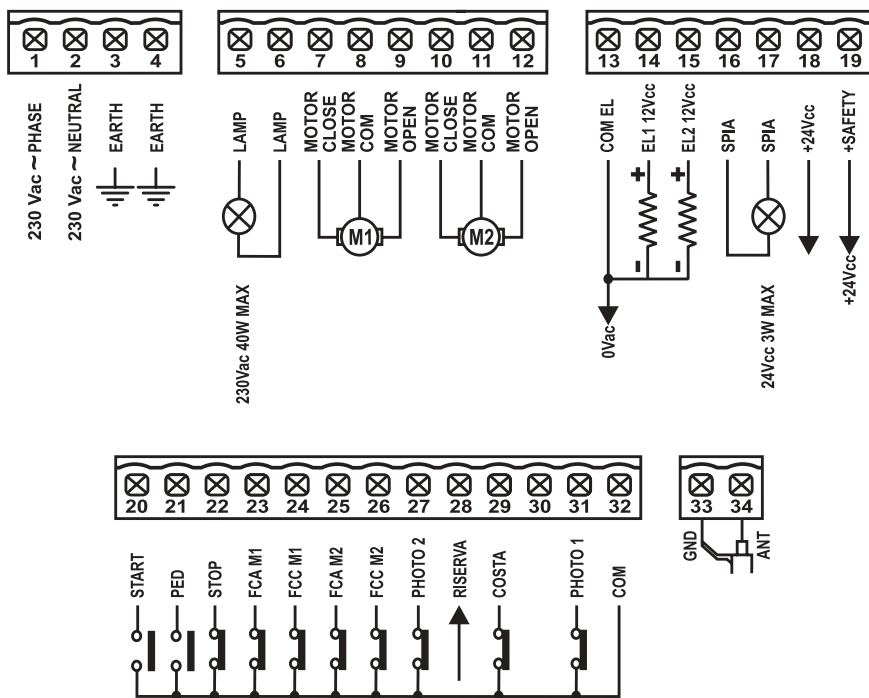 1 2 3 4
5 6 7 8 9 10 11 12
13 14 15 16 17 18 19
230 Vac ~ PHASE
230 Vac ~ NEUTRAL
EARTH
EARTH
LAMP
LAMP
MOTOR
CLOSE
MOTOR
COM
MOTOR
OPEN
MOTOR
CLOSE
MOTOR
COM
MOTOR
OPEN
COM EL
EL1 12Vcc
EL2 12Vcc
SPIA
SPIA
+24Vcc
+SAFETY
+ +
M1
M2
- -
230Vac 40W MAX
0Vac
24Vcc 3W MAX
+24Vcc
20 21 22 23 24 25 26 27 28 29 30 31 32
33 34
START
PED
STOP
FCA M1
FCC M1
FCA M2
FCC M2
PHOTO 2
RISERVA
COSTA
PHOTO 1
COM
GND
ANT